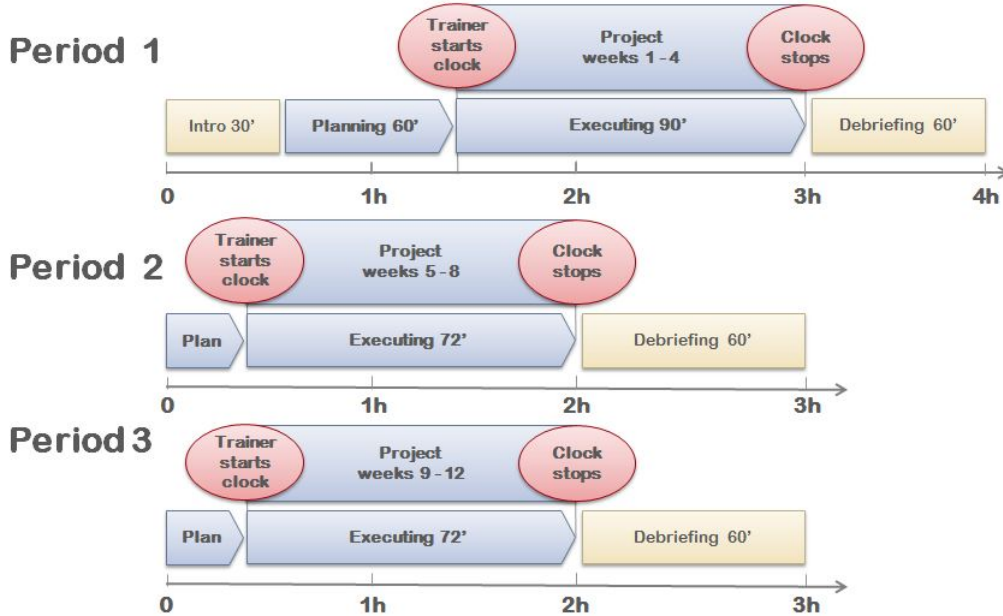 Period 1
Trainer
starts
clock
Project
weeks 1 - 4
Clock
stops
Intro 30'
Planning 60'
Executing 90'
Debriefing 60'
0
1h
2h
3h
4h
Period 2
Trainer
starts
clock
Project
weeks 5 - 8
Clock
stops
Plan
Executing 72'
Debriefing 60'
0
1h
2h
3h
Period 3
Trainer
starts
clock
Project
weeks 9 - 12
Clock
stops
Plan
Executing 72'
Debriefing 60'
0
1h
2h
3h